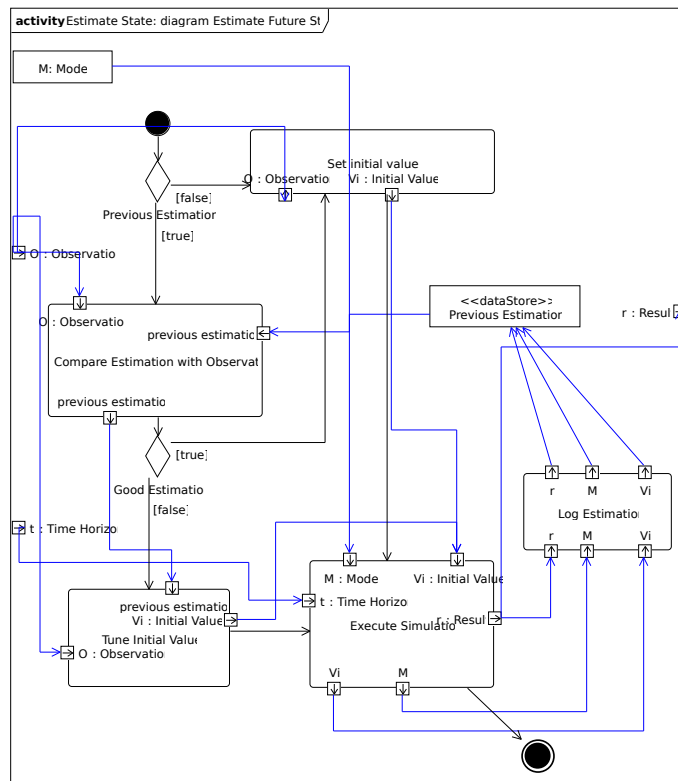 activity Estimate State: diagram Estimate Future St
M: Mode
Set initial value
O : Observatio
Vi : Initial Value
[false]
Previous Estimation
[true]
O : Observatio
<<dataStore>>
Previous Estimation
r : Resul
O : Observatio
previous estimatio
Compare Estimation with Observat
previous estimatio
[true]
Good Estimatio
[false]
r
M
Vi
Log Estimation
r
M
Vi
t : Time Horizo
M : Mode
Vi : Initial Value
previous estimatio
Vi : Initial Value
t : Time Horizo
r : Resul
Execute Simulatio
Tune Initial Value
O : Observatio
Vi
M